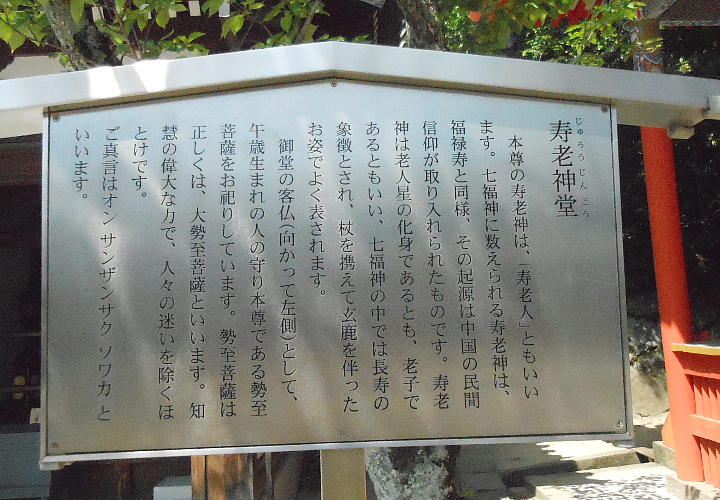 じゅろうじんどう
寿老神堂
本尊の寿老神は、「寿老人」ともいい
ます。七福神に数えられる寿老神は、
福禄寿と同様、その起源は中国の民間
信仰が取り入れられたものです。寿老
神は老人星の化身であるとも、老子で
あるともいい、七福神の中では長寿の
象徴とされ、杖を携えて玄鹿を伴った
お姿でよく表されます。
御堂の客仏(向かって左側)として、
午歳生まれの人の守り本尊である勢至
菩薩をお祀りしています。勢至菩薩は
正しくは、大勢至菩薩といいます。知
慧の偉大な力で、人々の迷いを除くほ
とけです。
ご真言はオン サンザンサク ソワカ と
いいます。